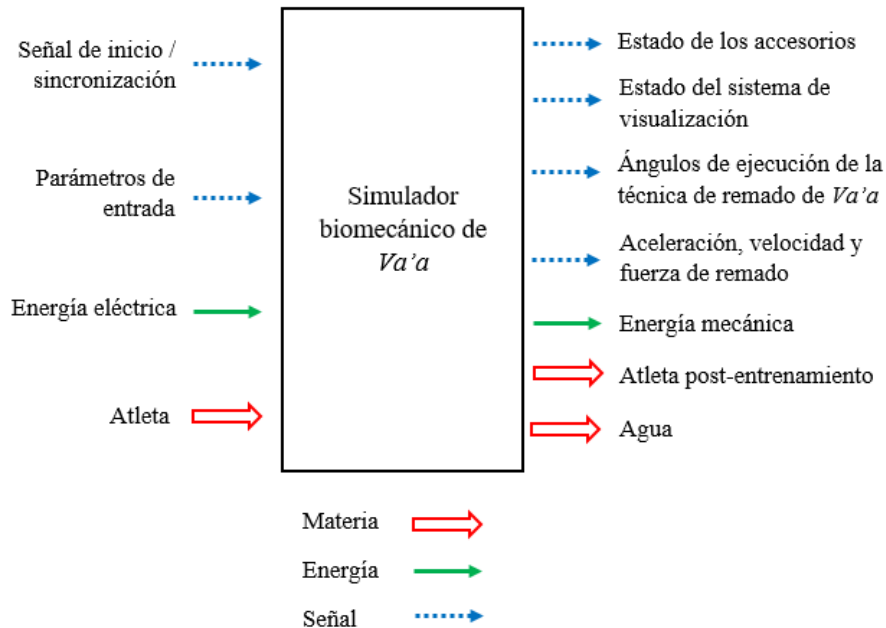 Señal de inicio /
sincronización
Parámetros de
entrada
Energía eléctrica
Atleta
Simulador
biomecánico de
Va’a
Estado de los accesorios
Estado del sistema de
visualización
Ángulos de ejecución de la
técnica de remado de Va’a
Aceleración, velocidad y
fuerza de remado
Energía mecánica
Atleta post-entrenamiento
Agua
Materia
Energía
Señal